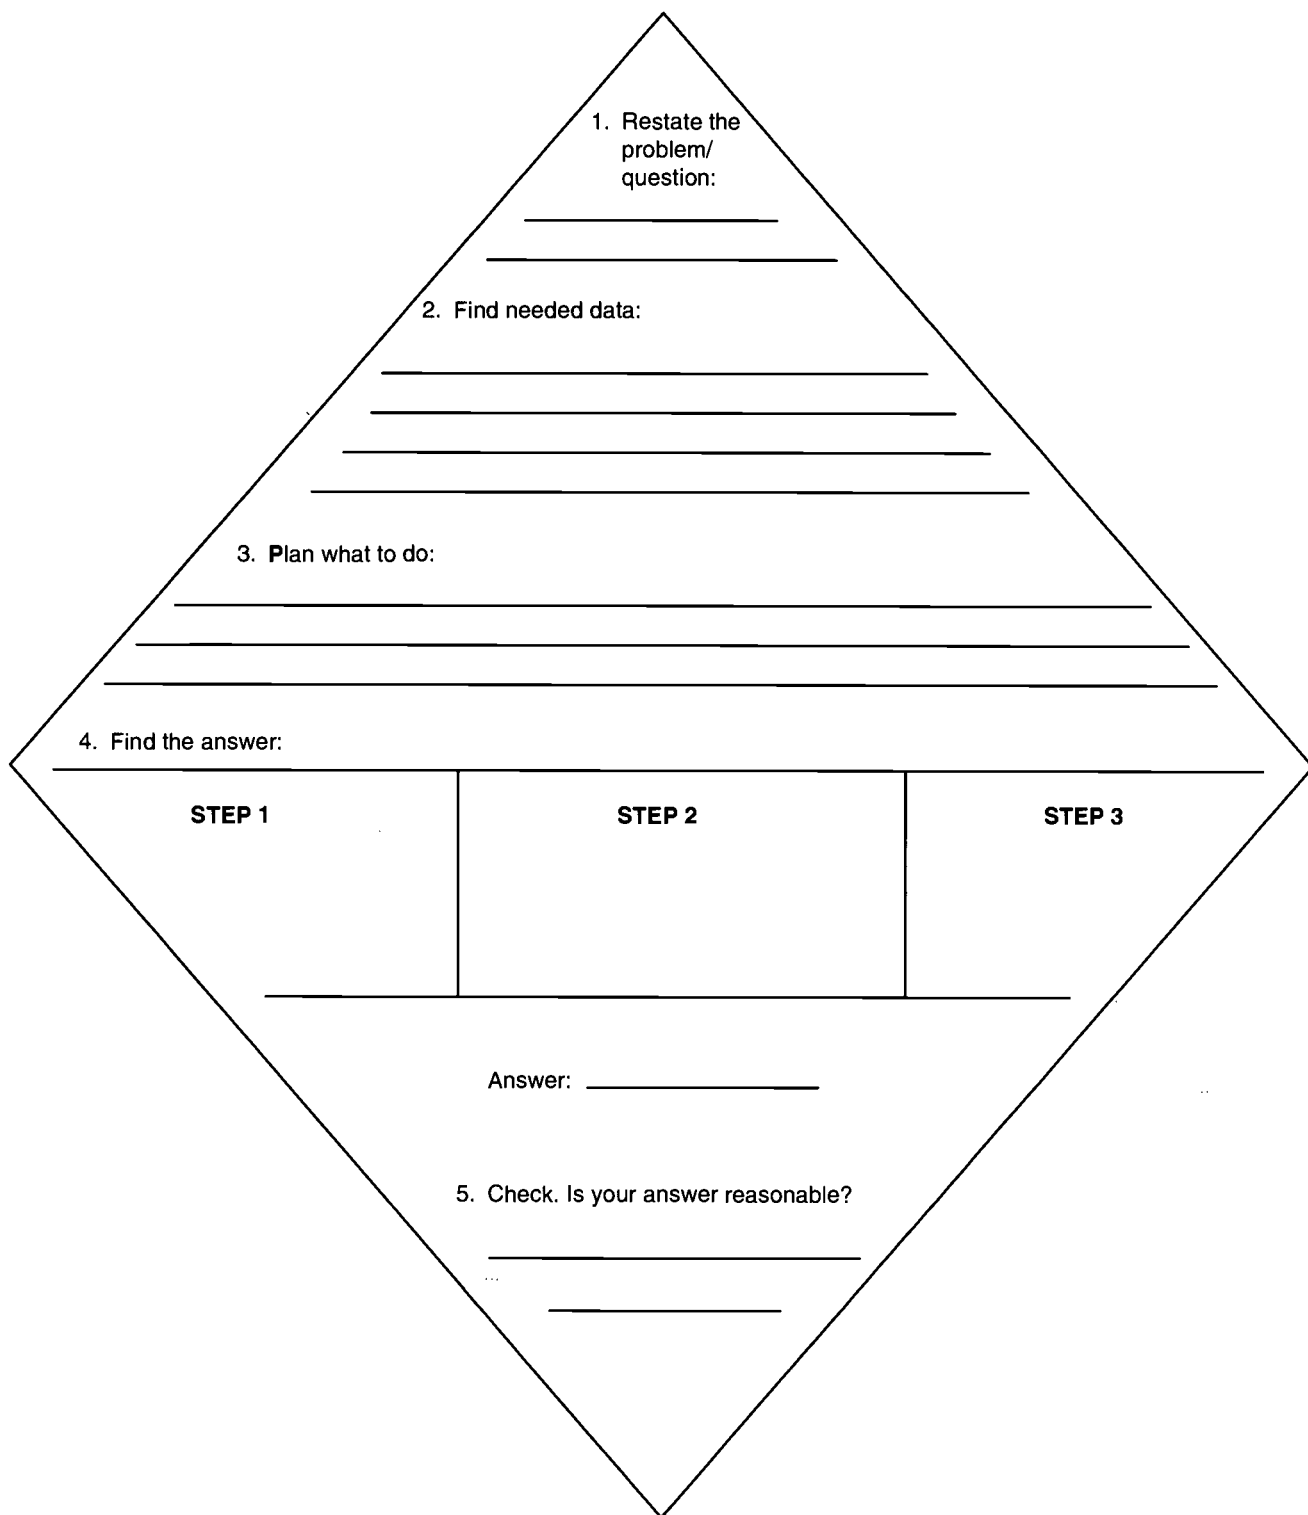 1. Restate the
problem/
question:
2. Find needed data:
3. Plan what to do:
4. Find the answer:
STEP 1 STEP 2 STEP 3
Answer:
5. Check. Is your answer reasonable?